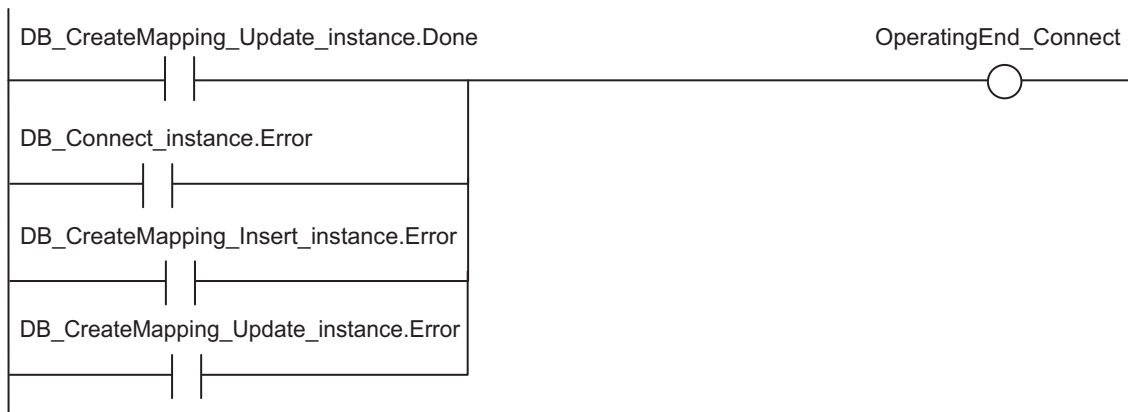 DB_CreateMapping_Update_instance.Done
OperatingEnd_Connect
DB_Connect_instance.Error
DB_CreateMapping_Insert_instance.Error
DB_CreateMapping_Update_instance.Error